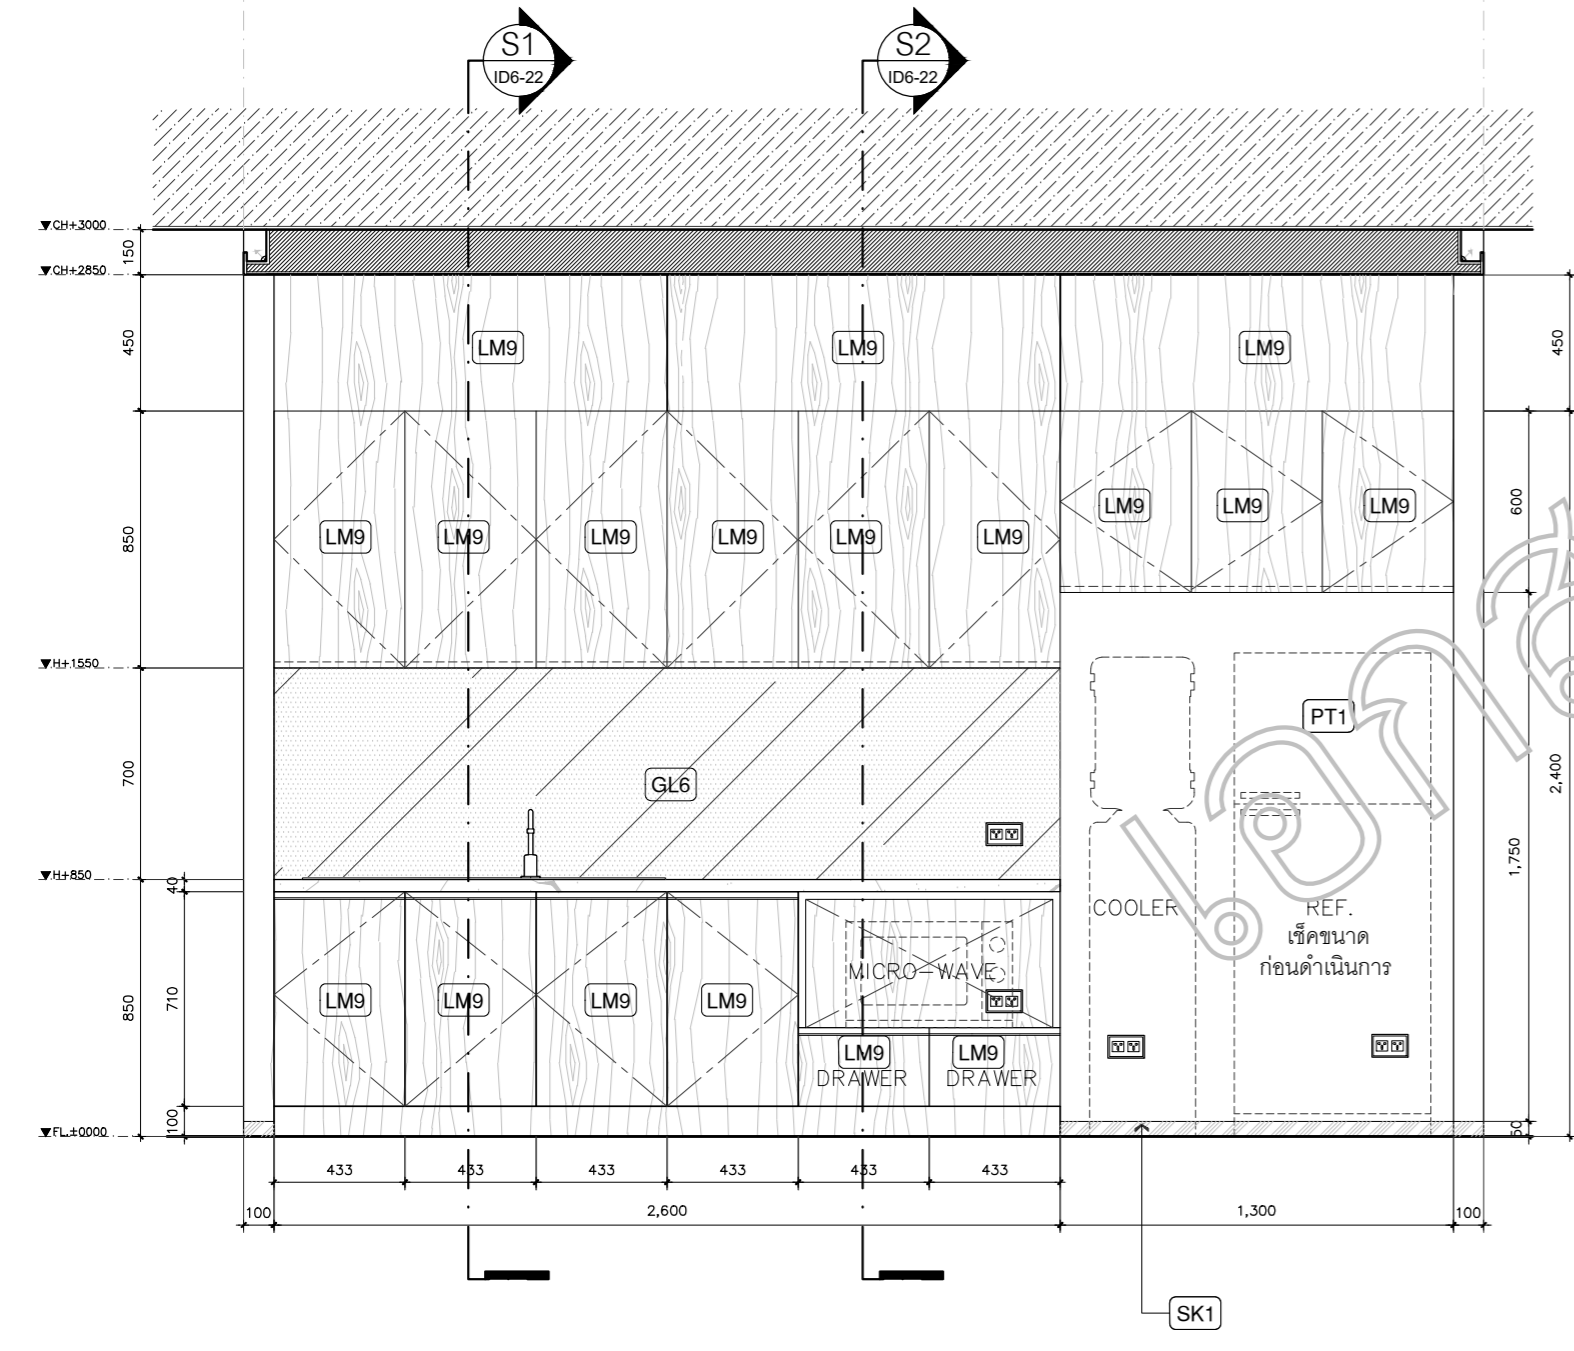 S1
ID6-22
S2
ID6-22
CH+3000
150
CH+2850
450
450
LM9
LM9
LM9
850
600
LM9
LM9
LM9
LM9
LM9
LM9
LM9
LM9
LM9
H+1550
700
GL6
PT1
2,400
1,750
H+850
40
COOLER
REF.
เช็คขนาด
ก่อนดำเนินการ
MICRO-WAVE
850
710
LM9
LM9
LM9
LM9
LM9
LM9
DRAWER
DRAWER
100
FL.±0000
50
433
433
433
433
433
433
100
2,600
1,300
100
SK1